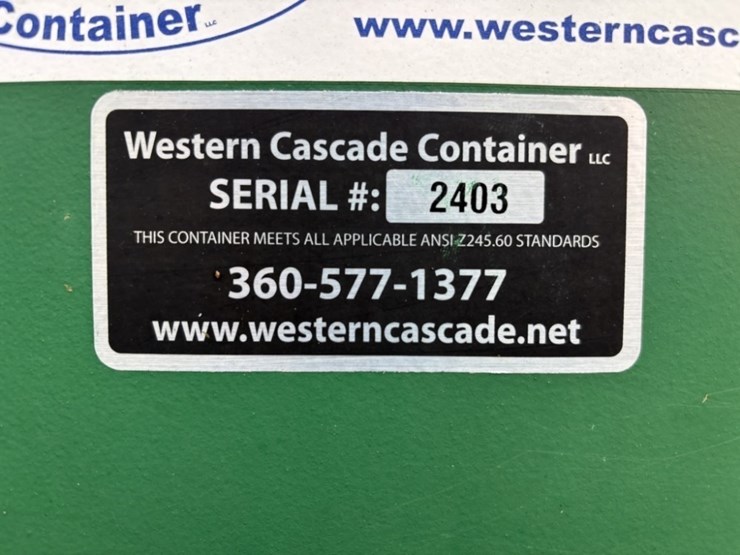 Container LLC
www.westerncasc
Western Cascade Container LLC
SERIAL #: 2403
THIS CONTAINER MEETS ALL APPLICABLE ANSI-Z245.60 STANDARDS
360-577-1377
www.westerncascade.net